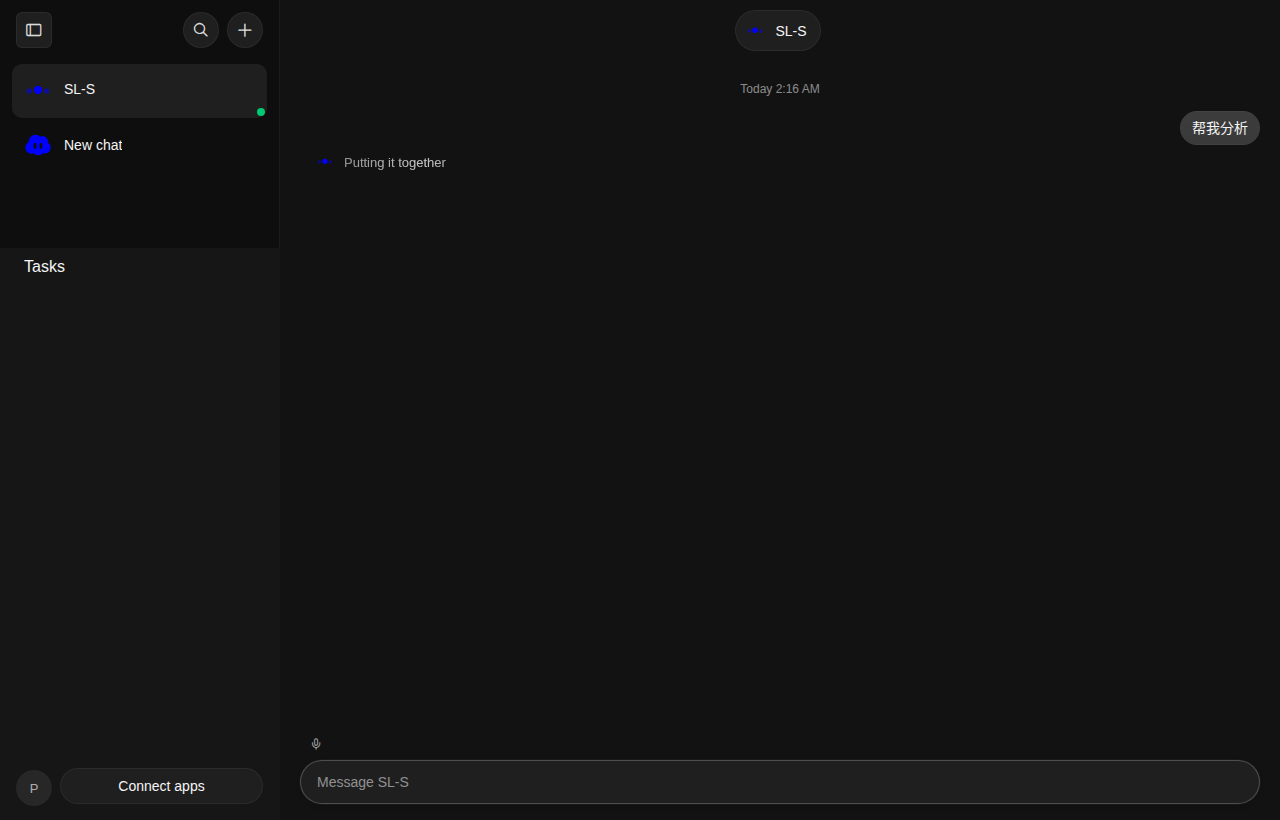 SL-S
SL-S
New chat
Today 2:16 AM
帮我分析
Putting it together
Tasks
P
Connect apps
Message SL-S